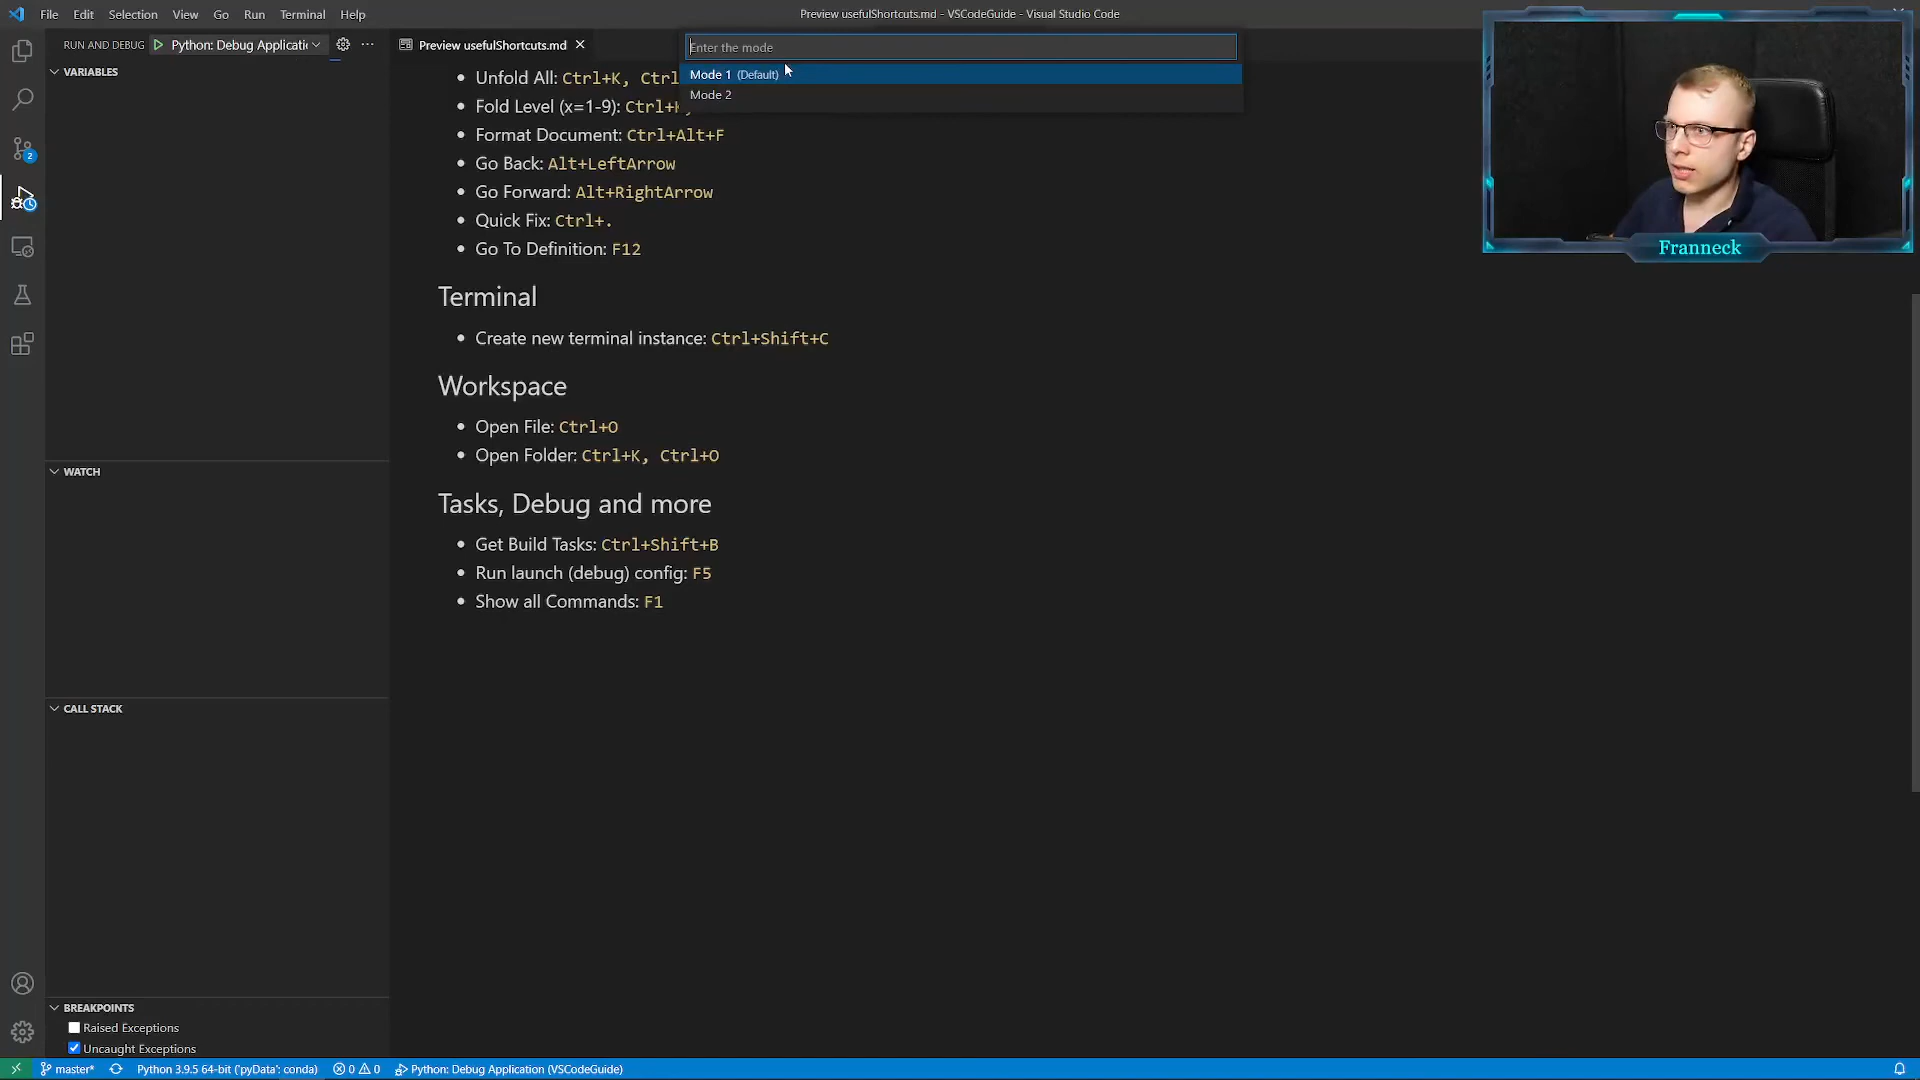 File Edit Selection View Go Run Terminal Help
Preview usefulShortcuts.md - VSCodeGuide - Visual Studio Code
RUN AND DEBUG Python: Debug Applicati
Preview usefulShortcuts.md
Enter the mode
Mode 1 (Default)
Mode 2
VARIABLES
WATCH
CALL STACK
BREAKPOINTS
Raised Exceptions
Uncaught Exceptions
2
Unfold All: Ctrl+K, Ctrl
Fold Level (x=1-9): Ctrl+
Format Document: Ctrl+Alt+F
Go Back: Alt+LeftArrow
Go Forward: Alt+RightArrow
Quick Fix: Ctrl+.
Go To Definition: F12
Terminal
Create new terminal instance: Ctrl+Shift+C
Workspace
Open File: Ctrl+O
Open Folder: Ctrl+K, Ctrl+O
Tasks, Debug and more
Get Build Tasks: Ctrl+Shift+B
Run launch (debug) config: F5
Show all Commands: F1
Franneck
master* Python 3.9.5 64-bit ('pyData': conda) 0 0 Python: Debug Application (VSCodeGuide)